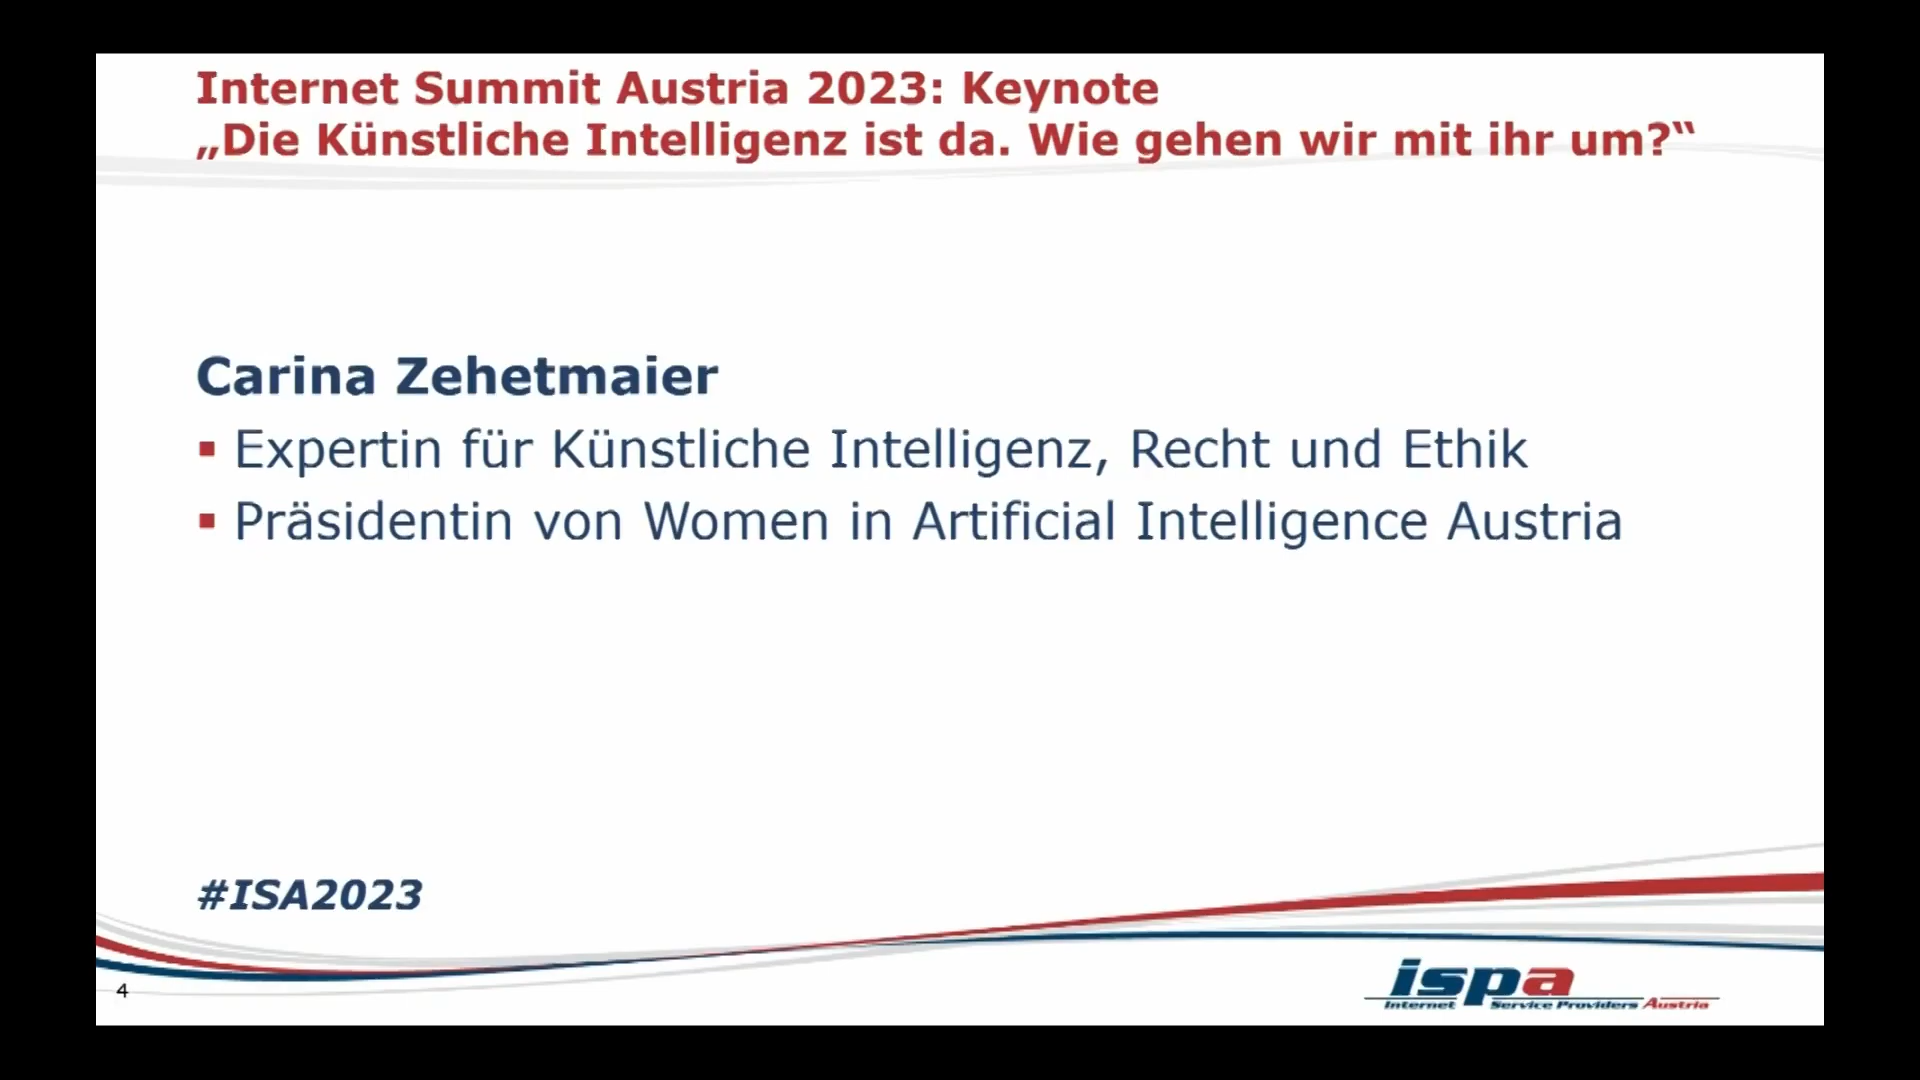 Internet Summit Austria 2023: Keynote
„Die Künstliche Intelligenz ist da. Wie gehen wir mit ihr um?“
Carina Zehetmaier
▪ Expertin für Künstliche Intelligenz, Recht und Ethik
▪ Präsidentin von Women in Artificial Intelligence Austria
#ISA2023
4
ispa
Internet Service Providers Austria